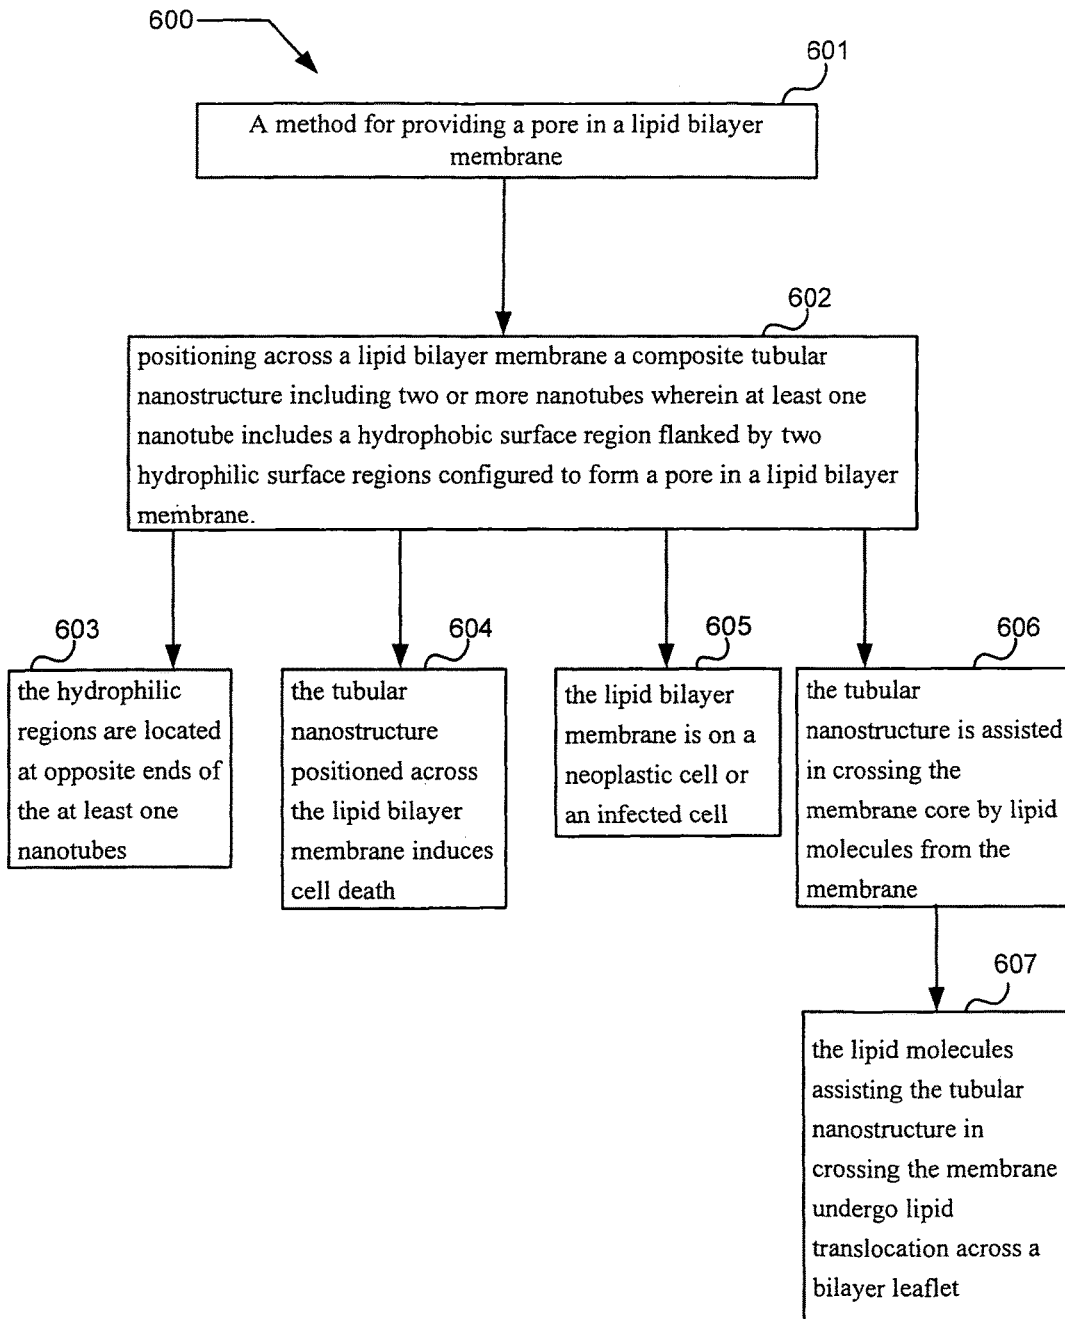 600
601
A method for providing a pore in a lipid bilayer
membrane
602
positioning across a lipid bilayer membrane a composite tubular
nanostructure including two or more nanotubes wherein at least one
nanotube includes a hydrophobic surface region flanked by two
hydrophilic surface regions configured to form a pore in a lipid bilayer
membrane.
603
the hydrophilic
regions are located
at opposite ends of
the at least one
nanotubes
604
the tubular
nanostructure
positioned across
the lipid bilayer
membrane induces
cell death
605
the lipid bilayer
membrane is on a
neoplastic cell or
an infected cell
606
the tubular
nanostructure is assisted
in crossing the
membrane core by lipid
molecules from the
membrane
607
the lipid molecules
assisting the tubular
nanostructure in
crossing the membrane
undergo lipid
translocation across a
bilayer leaflet